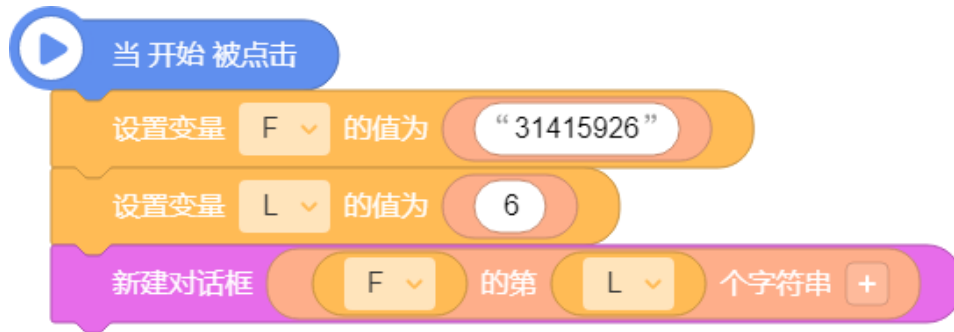 当 开始 被点击
设置变量 F 的值为 “31415926”
设置变量 L 的值为 6
新建对话框 F 的第 L 个字符串 +